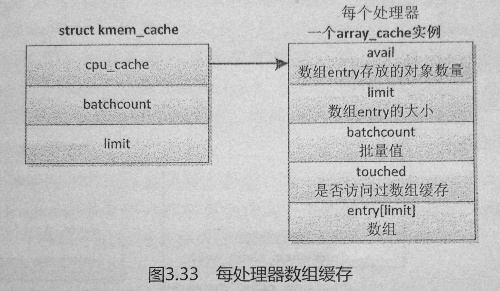 struct kmem_cache
cpu_cache
batchcount
limit
每个处理器
一个array_cache实例
avail
数组entry存放的对象数量
limit
数组entry的大小
batchcount
批量值
touched
是否访问过数组缓存
entry[limit]
数组
图3.33 每处理器数组缓存